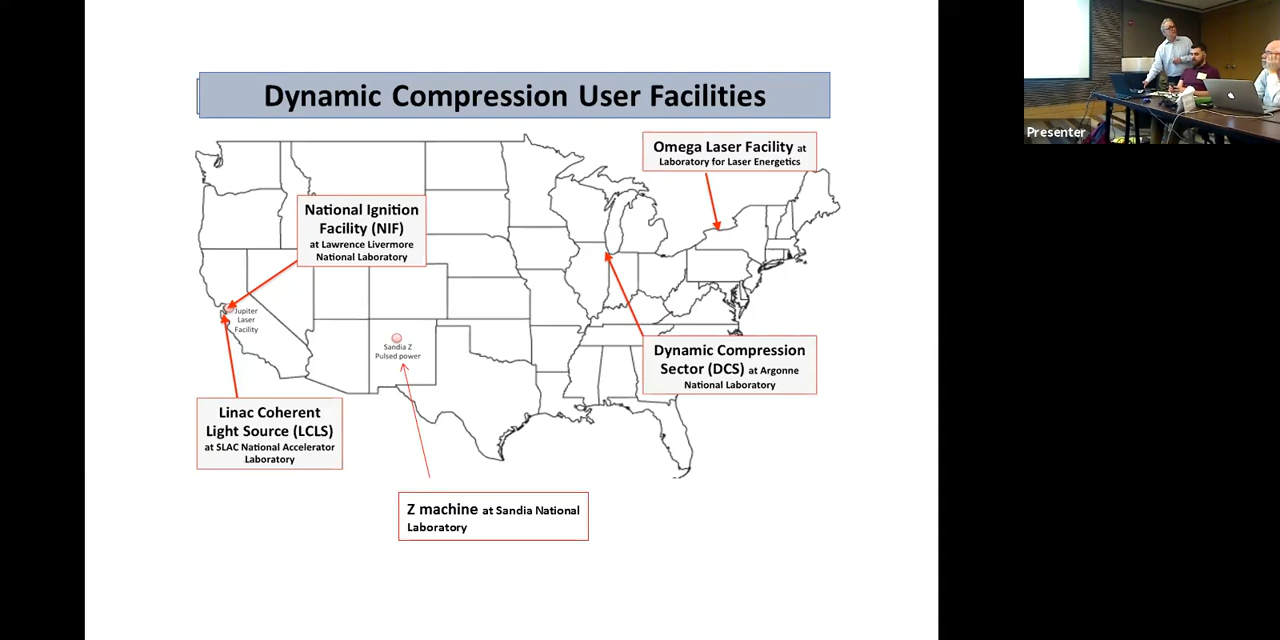 Dynamic Compression User Facilities
Presenter
Omega Laser Facility at
Laboratory for Laser Energetics
National Ignition
Facility (NIF)
at Lawrence Livermore
National Laboratory
Jupiter
Laser
Facility
Sandia Z
Pulsed power
Dynamic Compression
Sector (DCS) at Argonne
National Laboratory
Linac Coherent
Light Source (LCLS)
at SLAC National Accelerator
Laboratory
Z machine at Sandia National
Laboratory